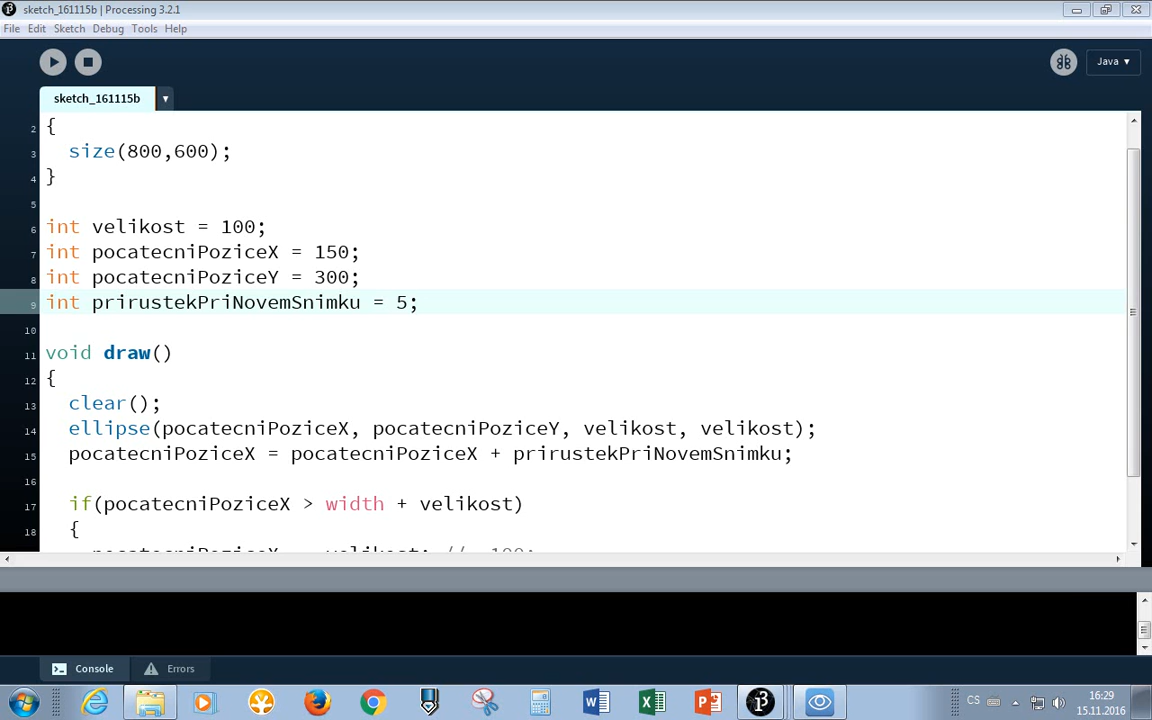 sketch_161115b | Processing 3.2.1
File Edit Sketch Debug Tools Help
Java ▾
sketch_161115b ▾
2 {
3 size(800,600);
4 }
5
6 int velikost = 100;
7 int pocatecniPoziceX = 150;
8 int pocatecniPoziceY = 300;
9 int prirustekPriNovemSnimku = 5;
10
11 void draw()
12 {
13 clear();
14 ellipse(pocatecniPoziceX, pocatecniPoziceY, velikost, velikost);
15 pocatecniPoziceX = pocatecniPoziceX + prirustekPriNovemSnimku;
16
17 if(pocatecniPoziceX > width + velikost)
18 {
Console Errors
CS 16:29
15.11.2016